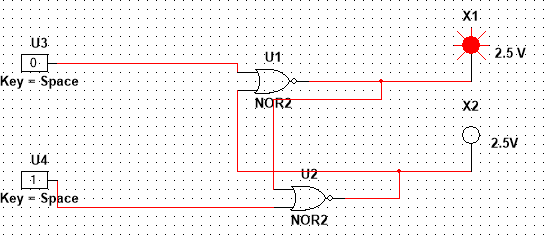 X1
U3
2.5 V
0
U1
Key = Space
NOR2
X2
2.5V
U4
1
U2
Key = Space
NOR2